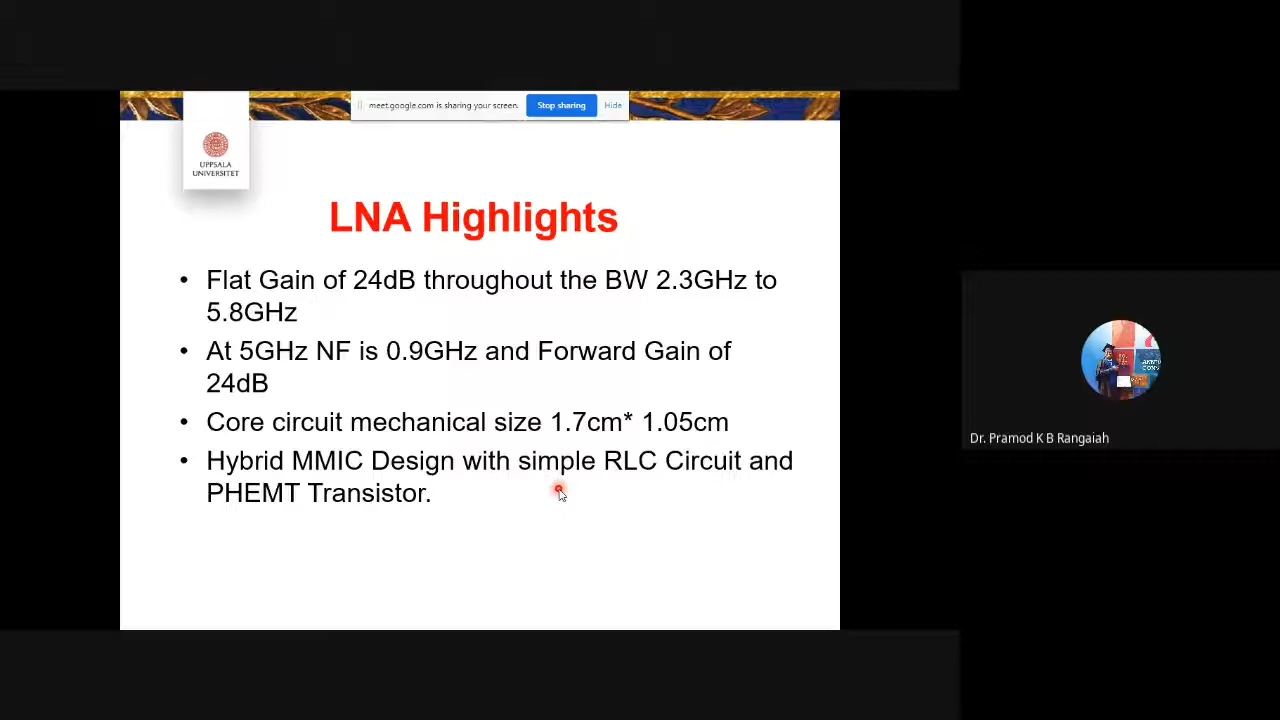 meet.google.com is sharing your screen. Stop sharing Hide
UPPSALA
UNIVERSITET
LNA Highlights
• Flat Gain of 24dB throughout the BW 2.3GHz to
5.8GHz
• At 5GHz NF is 0.9GHz and Forward Gain of
24dB
• Core circuit mechanical size 1.7cm* 1.05cm
• Hybrid MMIC Design with simple RLC Circuit and
PHEMT Transistor.
Dr. Pramod K B Rangaiah